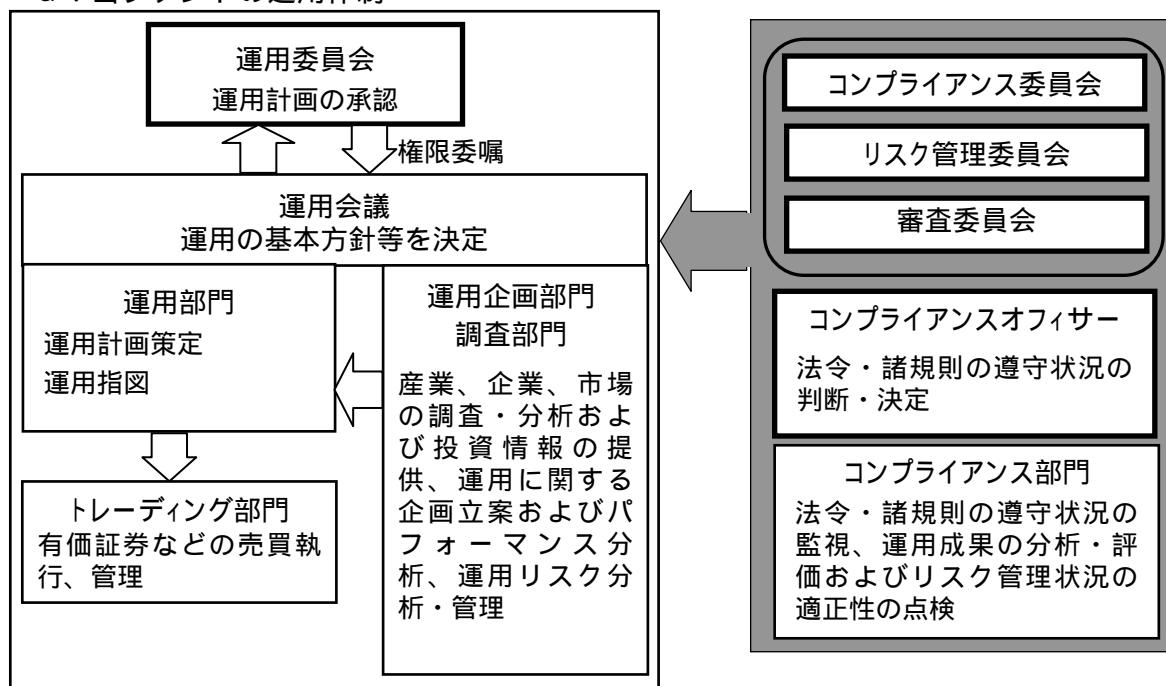 運用委員会
運用計画の承認
権限委嘱
運用会議
運用の基本方針等を決定
運用部門
運用計画策定
運用指図
運用企画部門
調査部門
産業、企業、市場
の調査・分析およ
び投資情報の提
供、運用に関する
企画立案およびパ
フォーマンス分
析、運用リスク分
析・管理
トレーディング部門
有価証券などの売買執
行、管理
コンプライアンス委員会
リスク管理委員会
審査委員会
コンプライアンスオフィサー
法令・諸規則の遵守状況の
判断・決定
コンプライアンス部門
法令・諸規則の遵守状況の
監視、運用成果の分析・評
価およびリスク管理状況の
適正性の点検